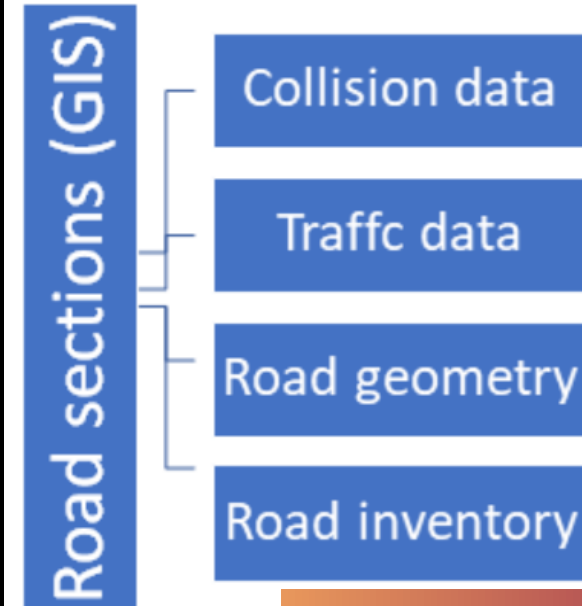 Road sections (GIS)
Collision data
Traffc data
Road geometry
Road inventory